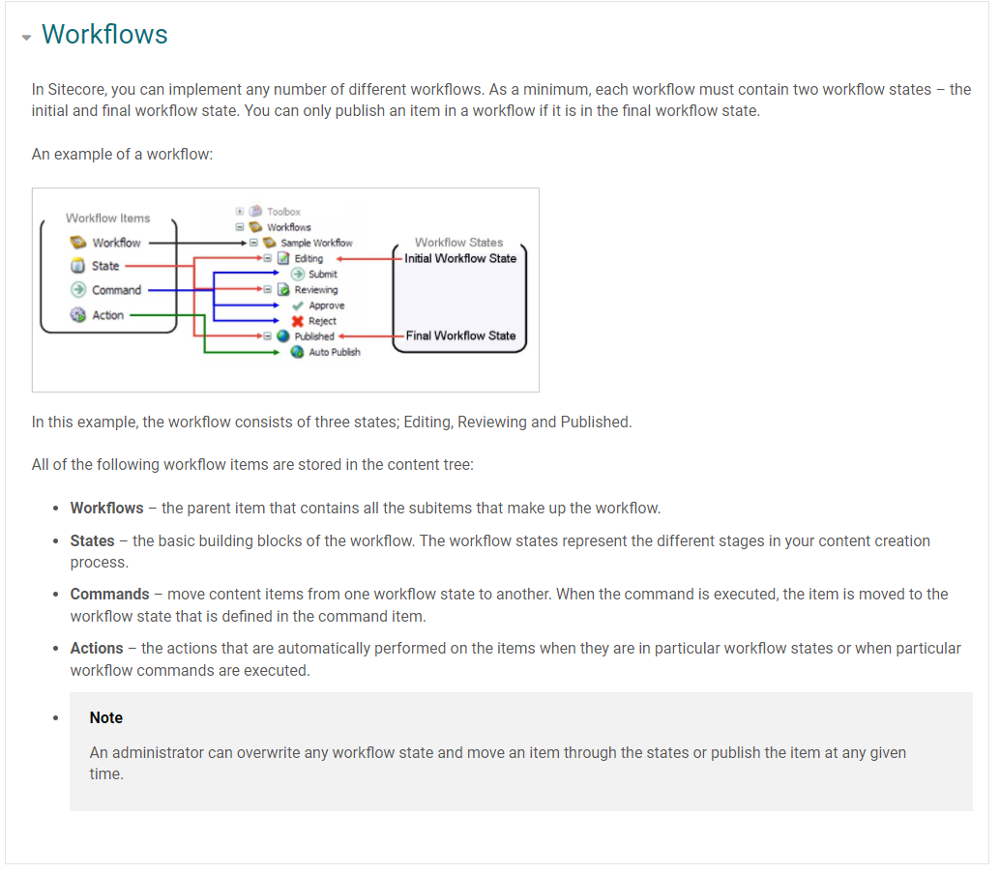 Workflows
In Sitecore, you can implement any number of different workflows. As a minimum, each workflow must contain two workflow states – the
initial and final workflow state. You can only publish an item in a workflow if it is in the final workflow state.
An example of a workflow:
Workflow Items
Workflow
State
Command
Action
Toolbox
Workflows
Sample Workflow
Editing
Submit
Reviewing
Approve
Reject
Published
Auto Publish
Workflow States
Initial Workflow State
Final Workflow State
In this example, the workflow consists of three states; Editing, Reviewing and Published.
All of the following workflow items are stored in the content tree:
• Workflows – the parent item that contains all the subitems that make up the workflow.
• States – the basic building blocks of the workflow. The workflow states represent the different stages in your content creation
process.
• Commands – move content items from one workflow state to another. When the command is executed, the item is moved to the
workflow state that is defined in the command item.
• Actions – the actions that are automatically performed on the items when they are in particular workflow states or when particular
workflow commands are executed.
• Note
An administrator can overwrite any workflow state and move an item through the states or publish the item at any given
time.